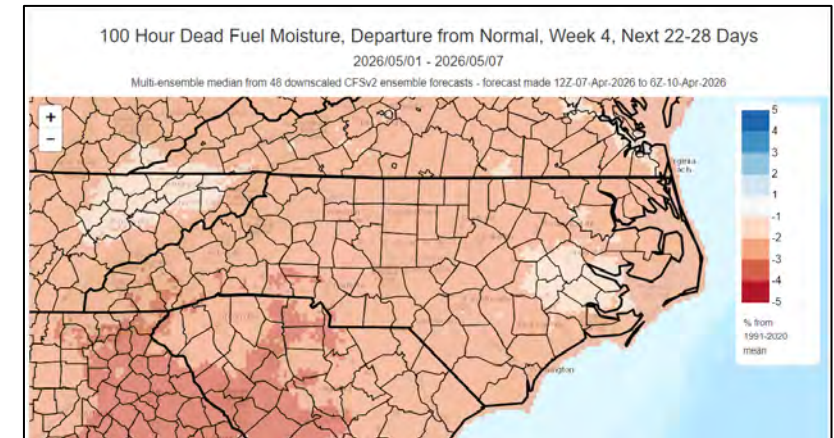 100 Hour Dead Fuel Moisture, Departure from Normal, Week 4, Next 22-28 Days
2026/05/01 - 2026/05/07
Multi-ensemble median from 48 downscaled CFSv2 ensemble forecasts - forecast made 12Z-07-Apr-2026 to 6Z-10-Apr-2026
+
−
5
4
3
2
1
-1
-2
-3
-4
-5
% from
1991-2020
mean